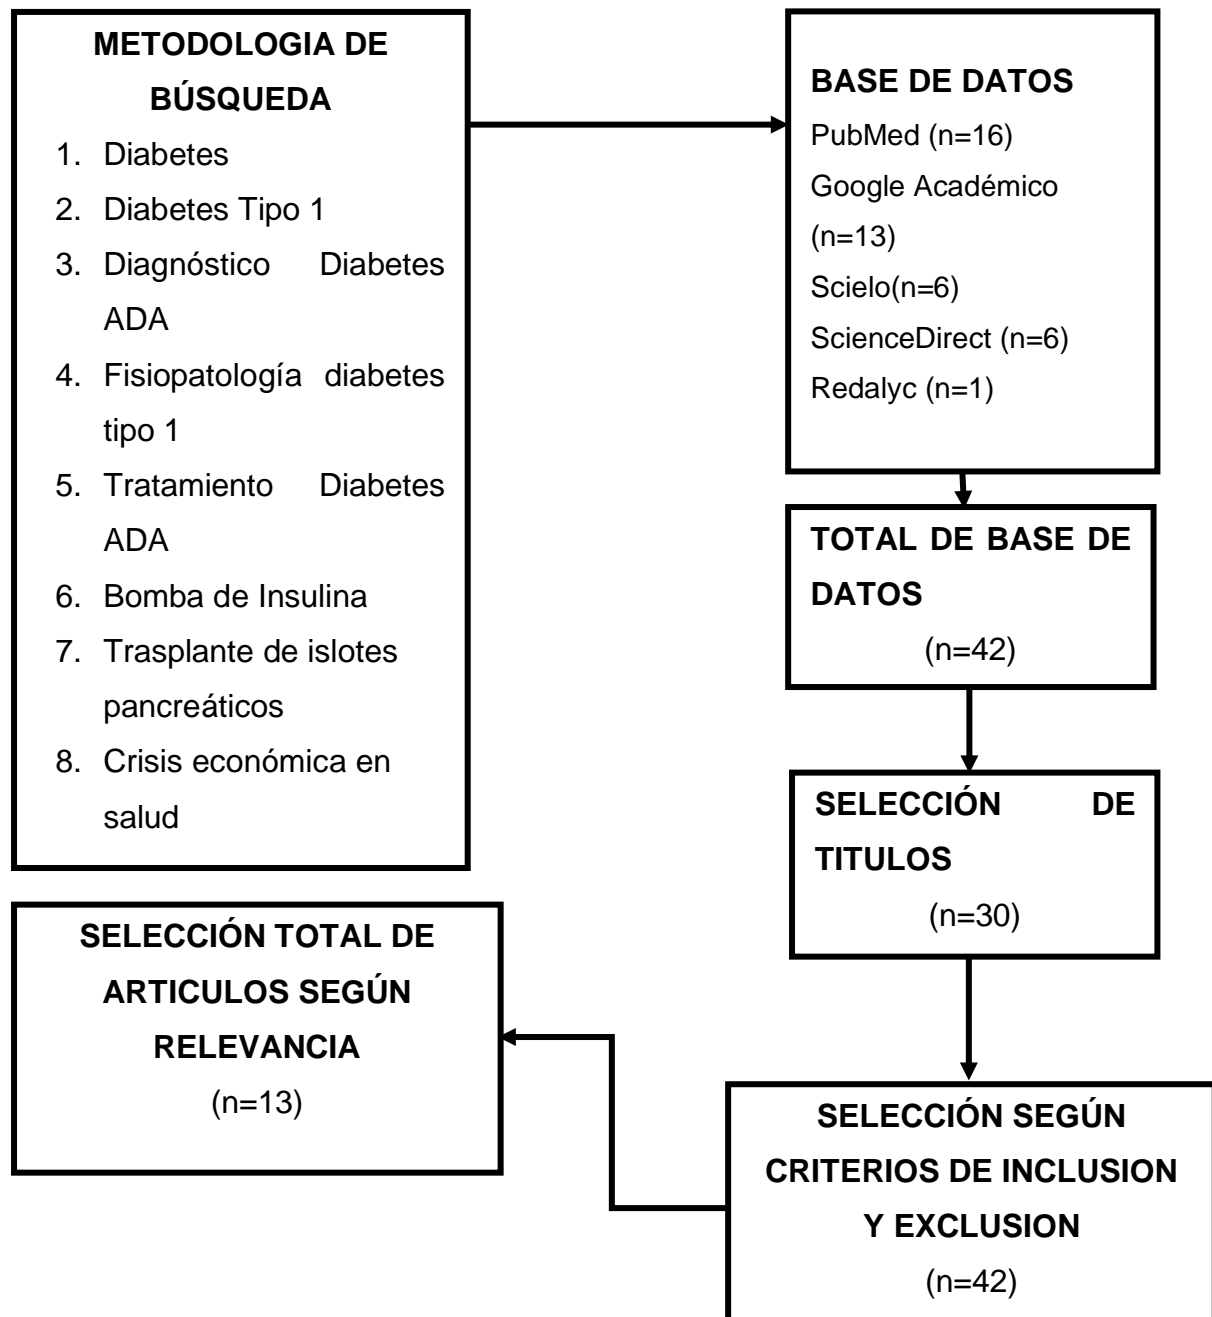 METODOLOGIA DE
BÚSQUEDA
1. Diabetes
2. Diabetes Tipo 1
3. Diagnóstico Diabetes
ADA
4. Fisiopatología diabetes
tipo 1
5. Tratamiento Diabetes
ADA
6. Bomba de Insulina
7. Trasplante de islotes
pancreáticos
8. Crisis económica en
salud
BASE DE DATOS
PubMed (n=16)
Google Académico
(n=13)
Scielo(n=6)
ScienceDirect (n=6)
Redalyc (n=1)
TOTAL DE BASE DE
DATOS
(n=42)
SELECCIÓN DE
TITULOS
(n=30)
SELECCIÓN SEGÚN
CRITERIOS DE INCLUSION
Y EXCLUSION
(n=42)
SELECCIÓN TOTAL DE
ARTICULOS SEGÚN
RELEVANCIA
(n=13)